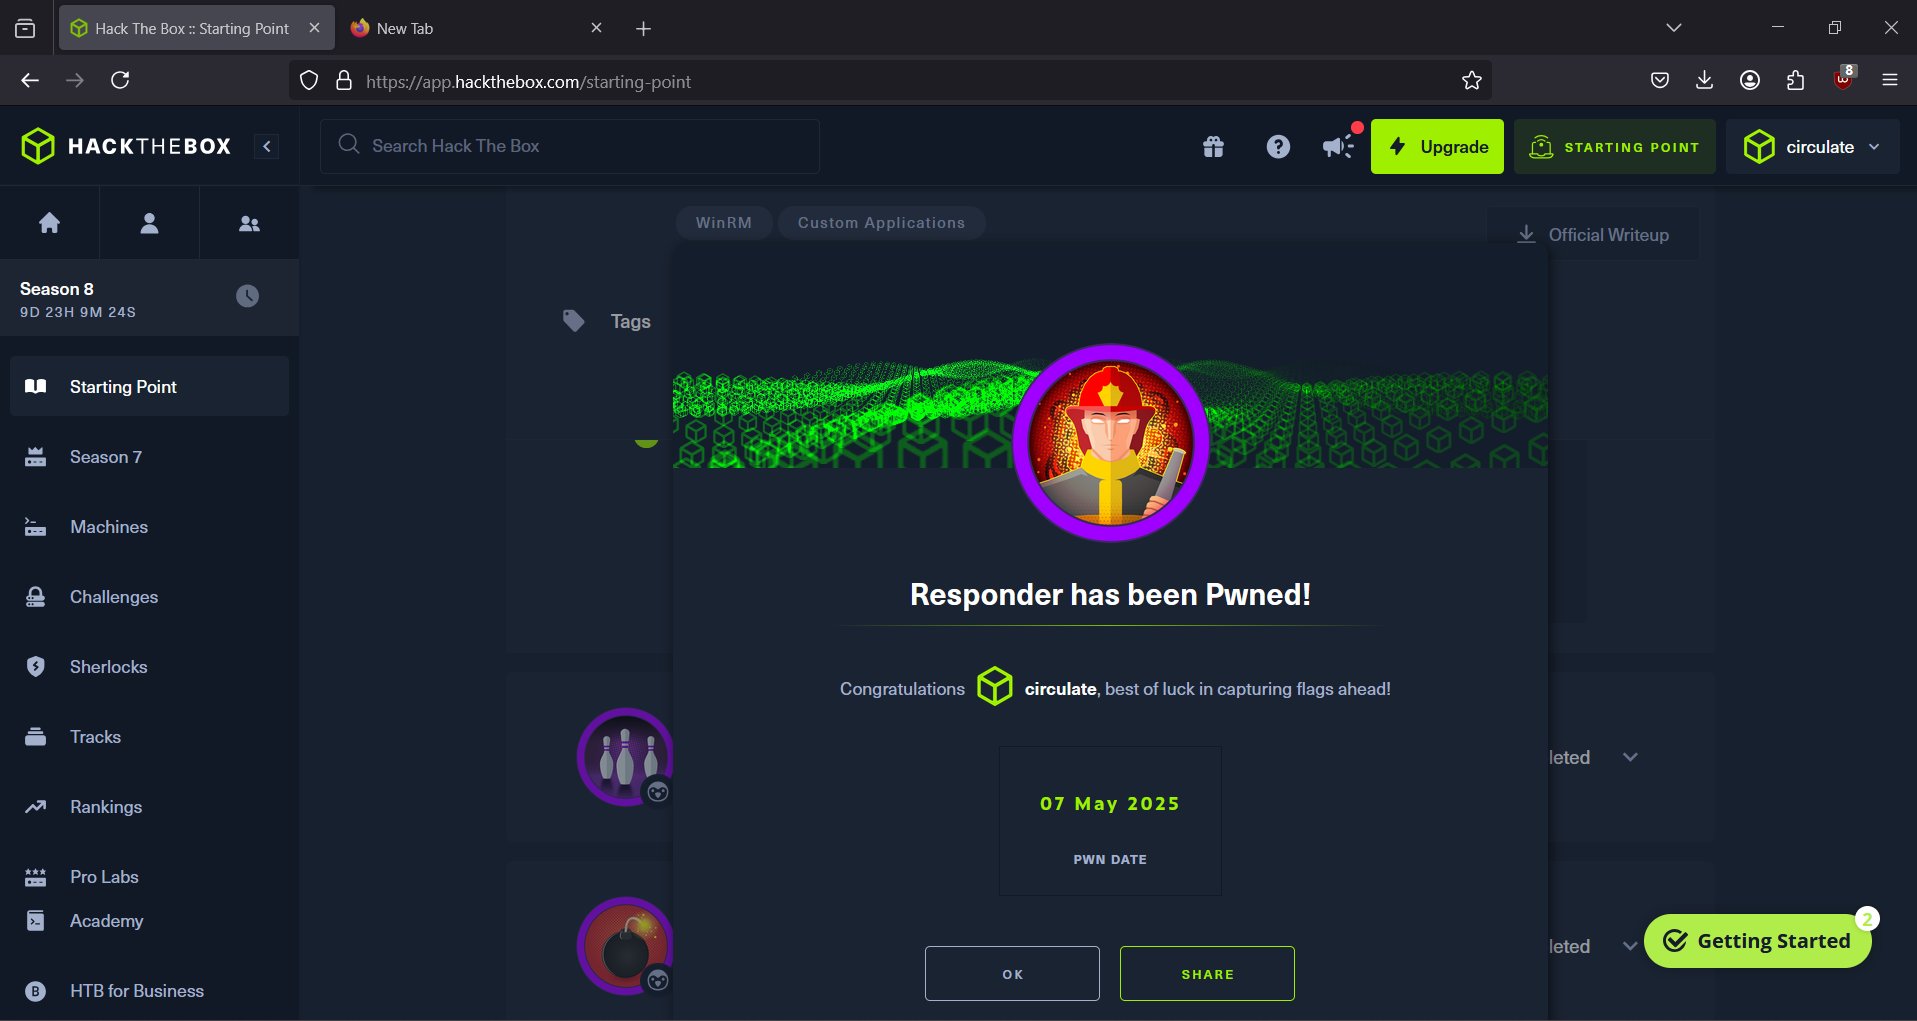 Hack The Box :: Starting Point
New Tab
https://app.hackthebox.com/starting-point
8
HACKTHEBOX
Search Hack The Box
Upgrade
STARTING POINT
circulate
WinRM
Custom Applications
Official Writeup
Season 8
9D 23H 9M 24S
Tags
Starting Point
Season 7
Machines
Challenges
Sherlocks
Tracks
Rankings
Pro Labs
Academy
HTB for Business
Responder has been Pwned!
Congratulations circulate, best of luck in capturing flags ahead!
07 May 2025
PWN DATE
OK
SHARE
leted
leted
Getting Started
2